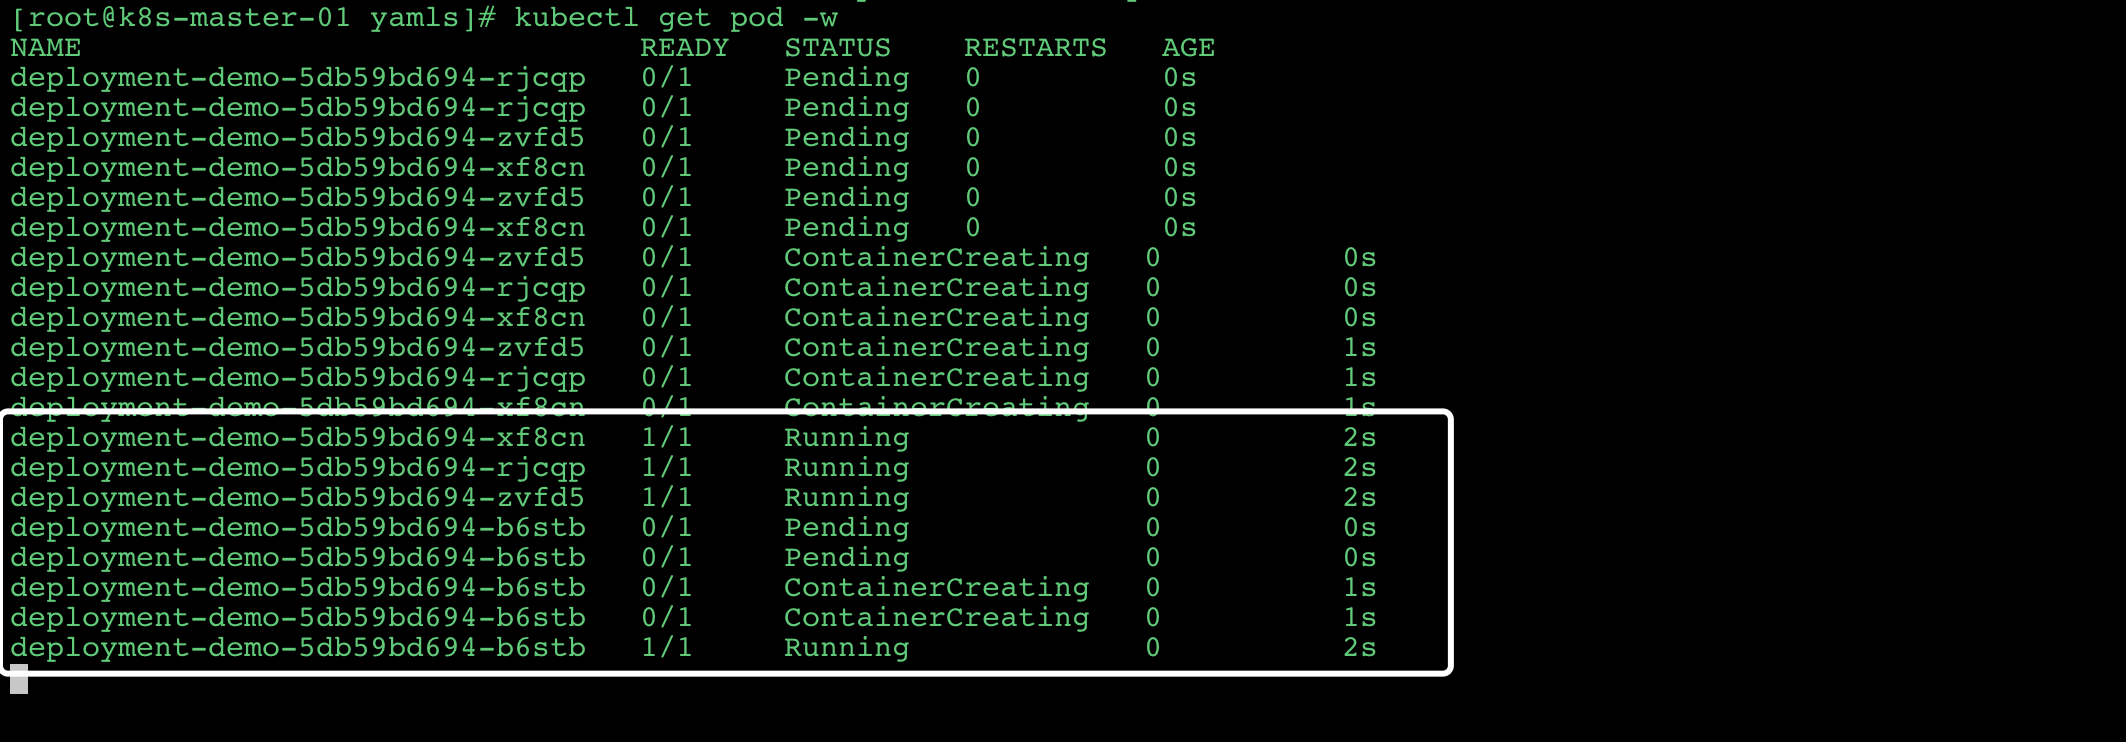 [root@k8s-master-01 yamls]# kubectl get pod -w
NAME READY STATUS RESTARTS AGE
deployment-demo-5db59bd694-rjcqp 0/1 Pending 0 0s
deployment-demo-5db59bd694-rjcqp 0/1 Pending 0 0s
deployment-demo-5db59bd694-zvfd5 0/1 Pending 0 0s
deployment-demo-5db59bd694-xf8cn 0/1 Pending 0 0s
deployment-demo-5db59bd694-zvfd5 0/1 Pending 0 0s
deployment-demo-5db59bd694-xf8cn 0/1 Pending 0 0s
deployment-demo-5db59bd694-zvfd5 0/1 ContainerCreating 0 0s
deployment-demo-5db59bd694-rjcqp 0/1 ContainerCreating 0 0s
deployment-demo-5db59bd694-xf8cn 0/1 ContainerCreating 0 0s
deployment-demo-5db59bd694-zvfd5 0/1 ContainerCreating 0 1s
deployment-demo-5db59bd694-rjcqp 0/1 ContainerCreating 0 1s
deployment-demo-5db59bd694-xf8cn 0/1 ContainerCreating 0 1s
deployment-demo-5db59bd694-xf8cn 1/1 Running 0 2s
deployment-demo-5db59bd694-rjcqp 1/1 Running 0 2s
deployment-demo-5db59bd694-zvfd5 1/1 Running 0 2s
deployment-demo-5db59bd694-b6stb 0/1 Pending 0 0s
deployment-demo-5db59bd694-b6stb 0/1 Pending 0 0s
deployment-demo-5db59bd694-b6stb 0/1 ContainerCreating 0 1s
deployment-demo-5db59bd694-b6stb 0/1 ContainerCreating 0 1s
deployment-demo-5db59bd694-b6stb 1/1 Running 0 2s